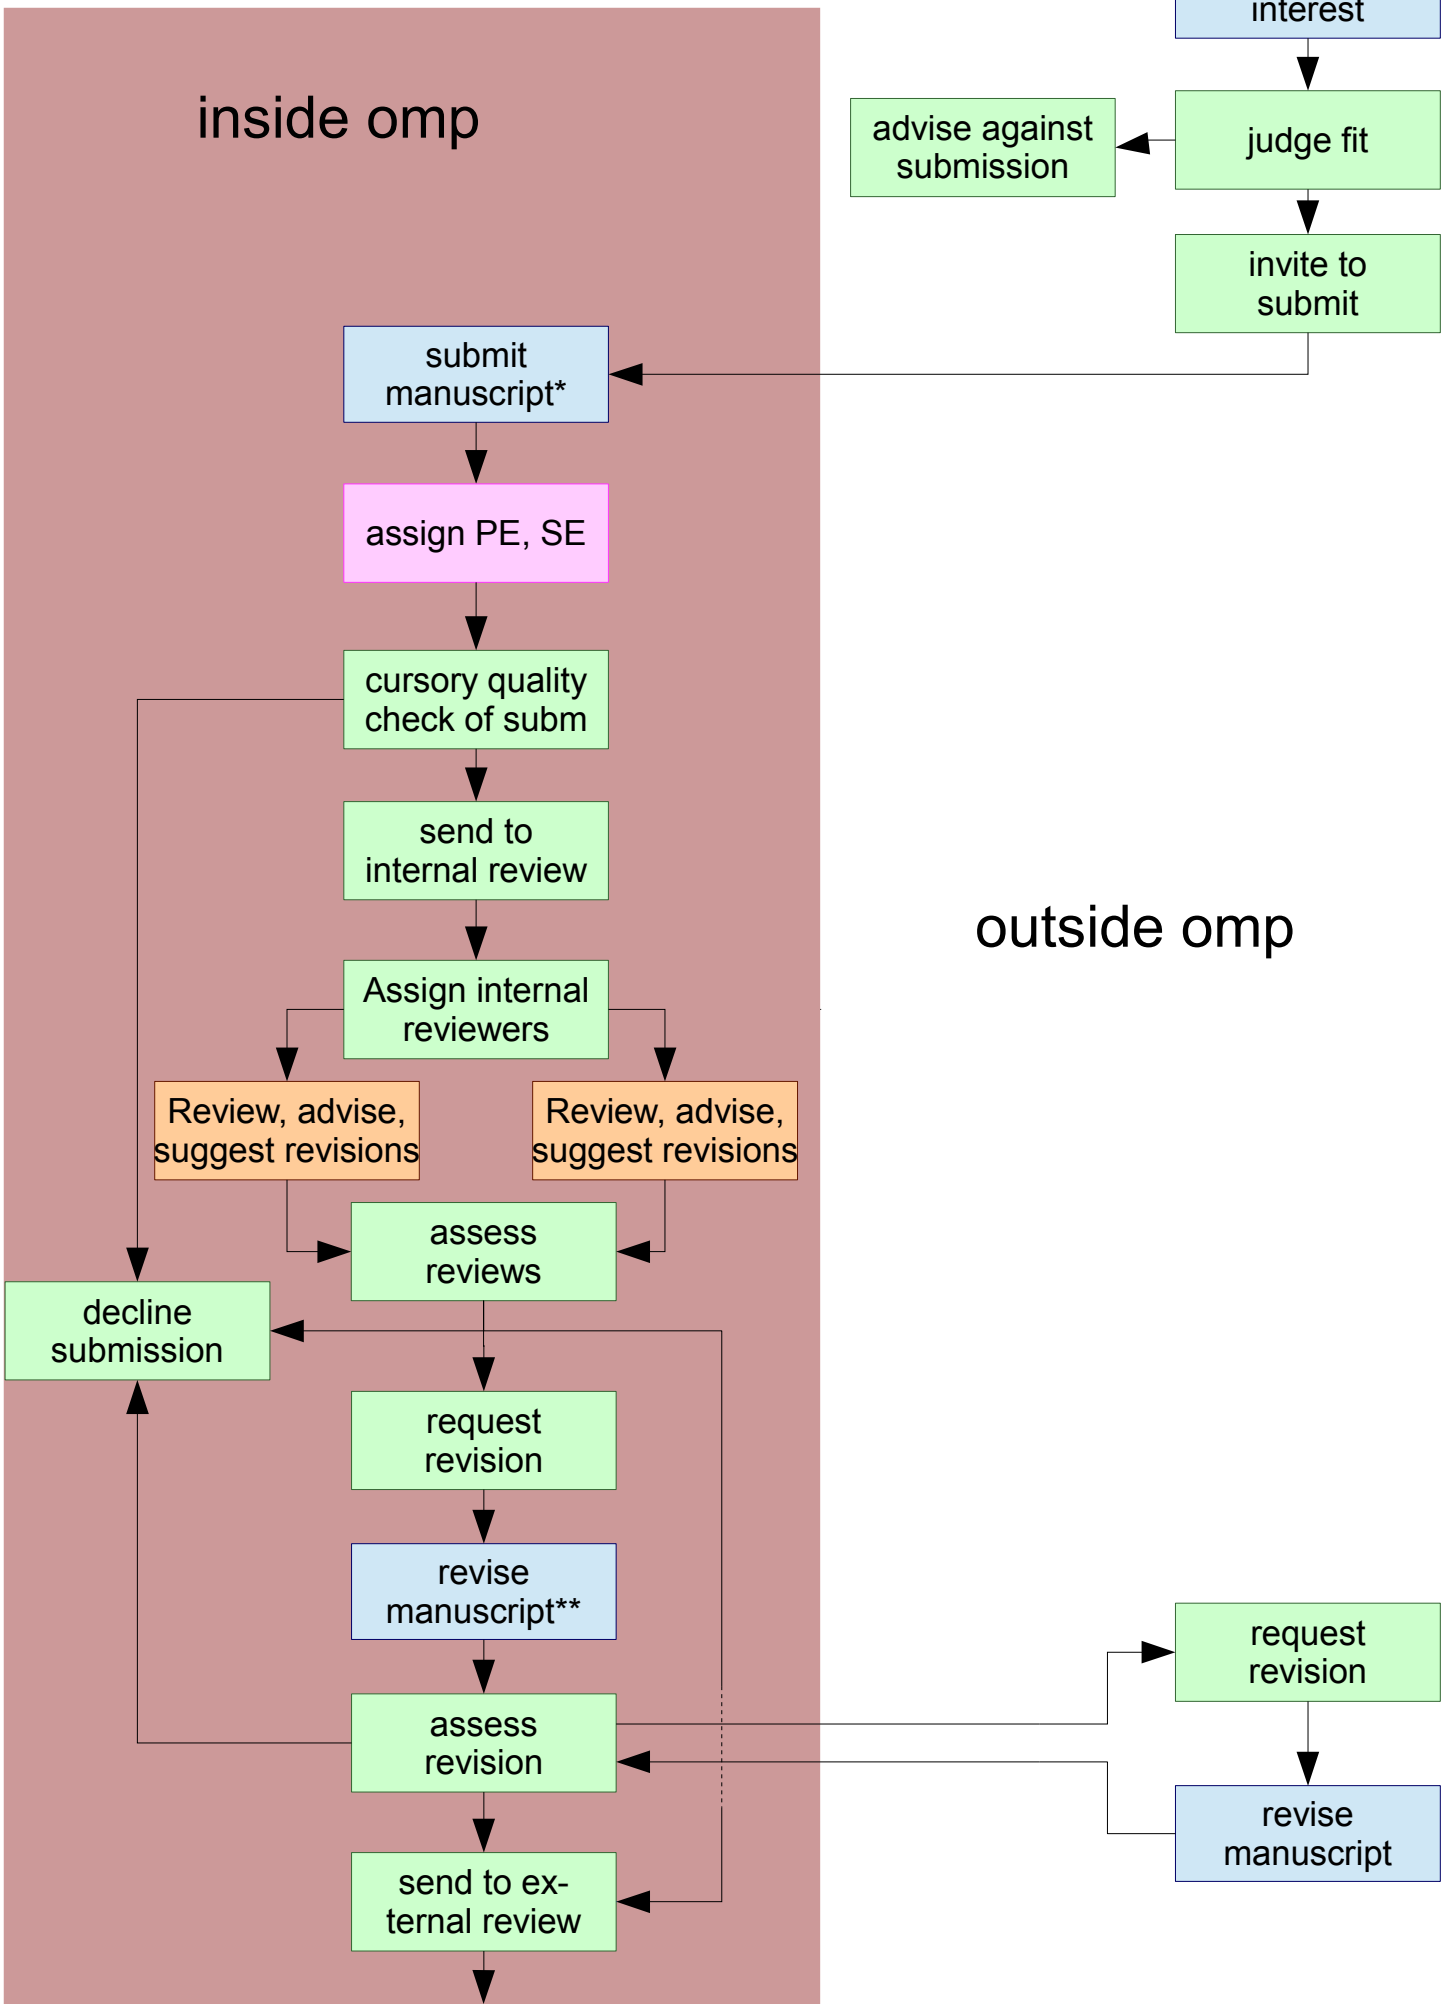 interest
inside omp
advise against
submission
judge fit
invite to
submit
submit
manuscript*
assign PE, SE
cursory quality
check of subm
send to
internal review
outside omp
Assign internal
reviewers
Review, advise,
suggest revisions
Review, advise,
suggest revisions
assess
reviews
decline
submission
request
revision
revise
manuscript**
request
revision
assess
revision
revise
manuscript
send to ex-
ternal review